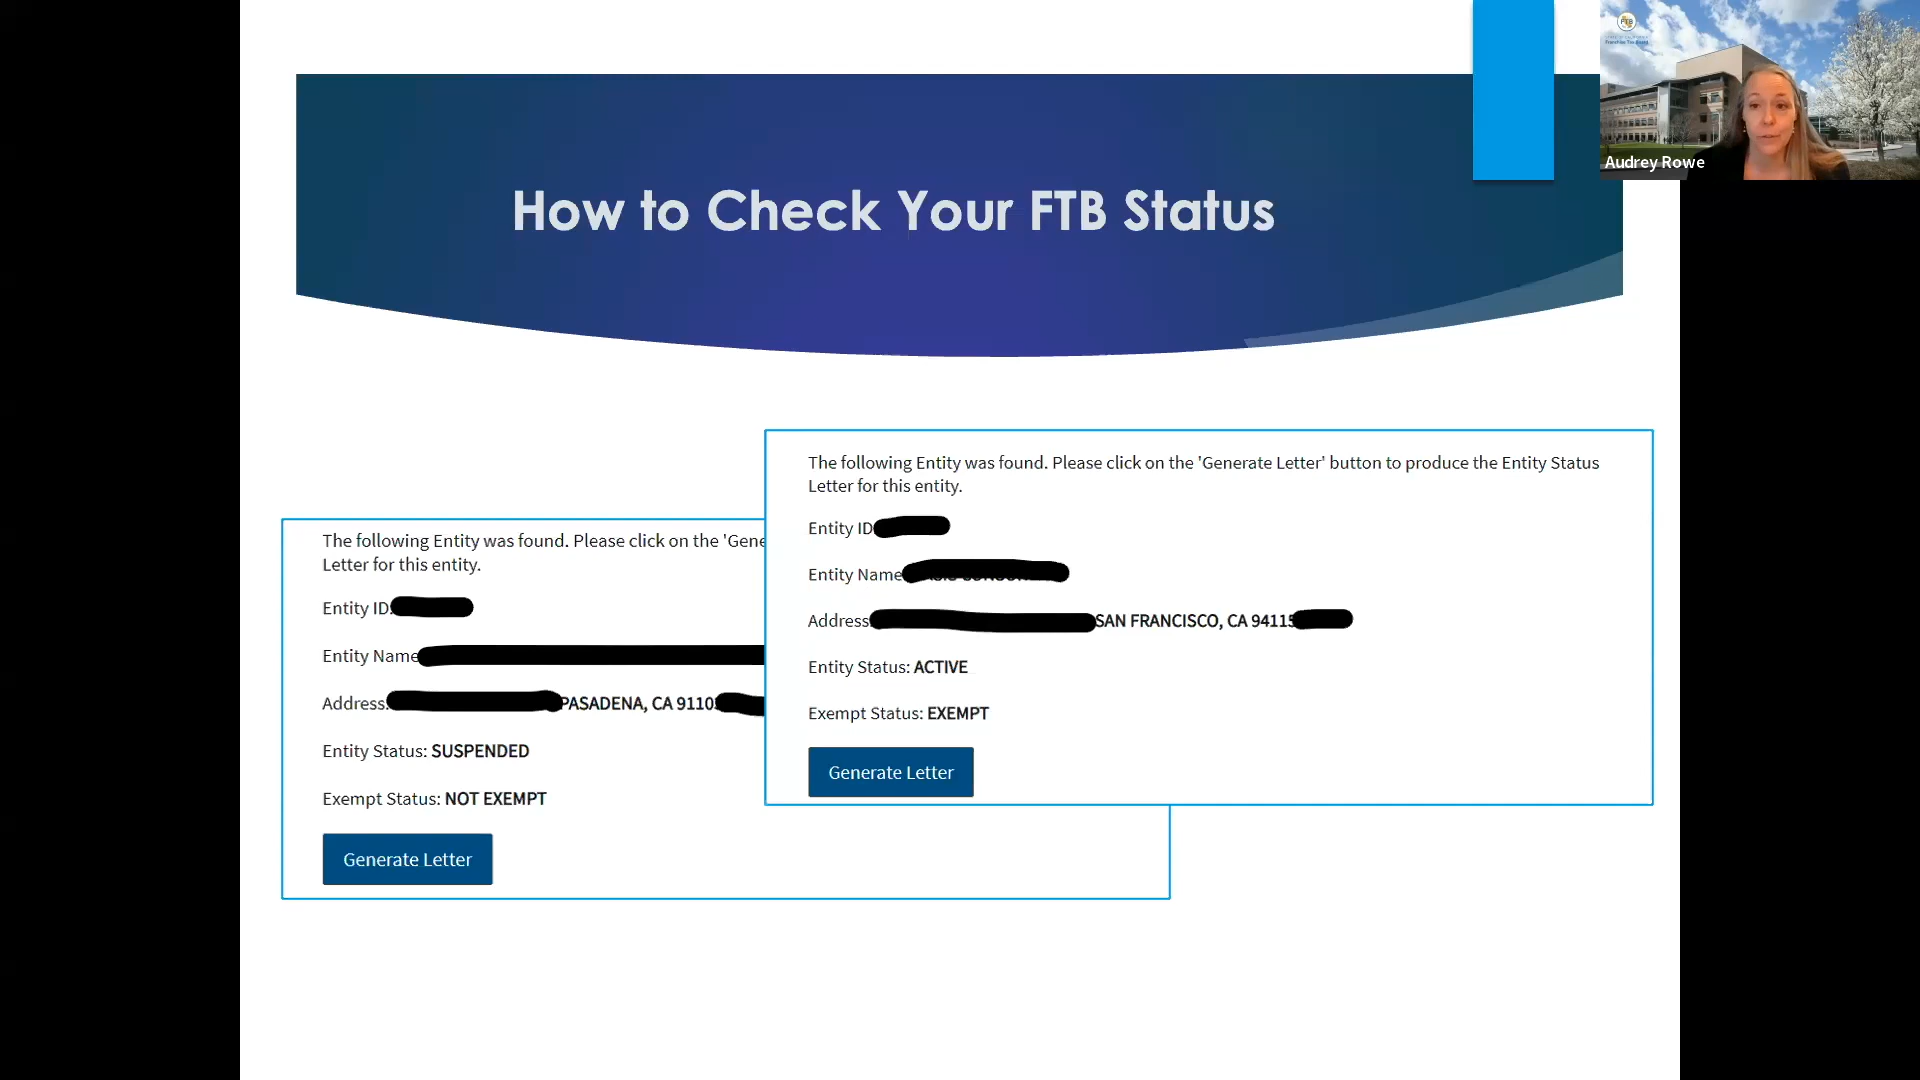 FTB
Audrey Rowe
How to Check Your FTB Status
The following Entity was found. Please click on the 'Gene
Letter for this entity.
Entity ID:
Entity Name
Address:
PASADENA, CA 9110
Entity Status: SUSPENDED
Exempt Status: NOT EXEMPT
Generate Letter
The following Entity was found. Please click on the 'Generate Letter' button to produce the Entity Status
Letter for this entity.
Entity ID
Entity Name
Address
SAN FRANCISCO, CA 94115
Entity Status: ACTIVE
Exempt Status: EXEMPT
Generate Letter